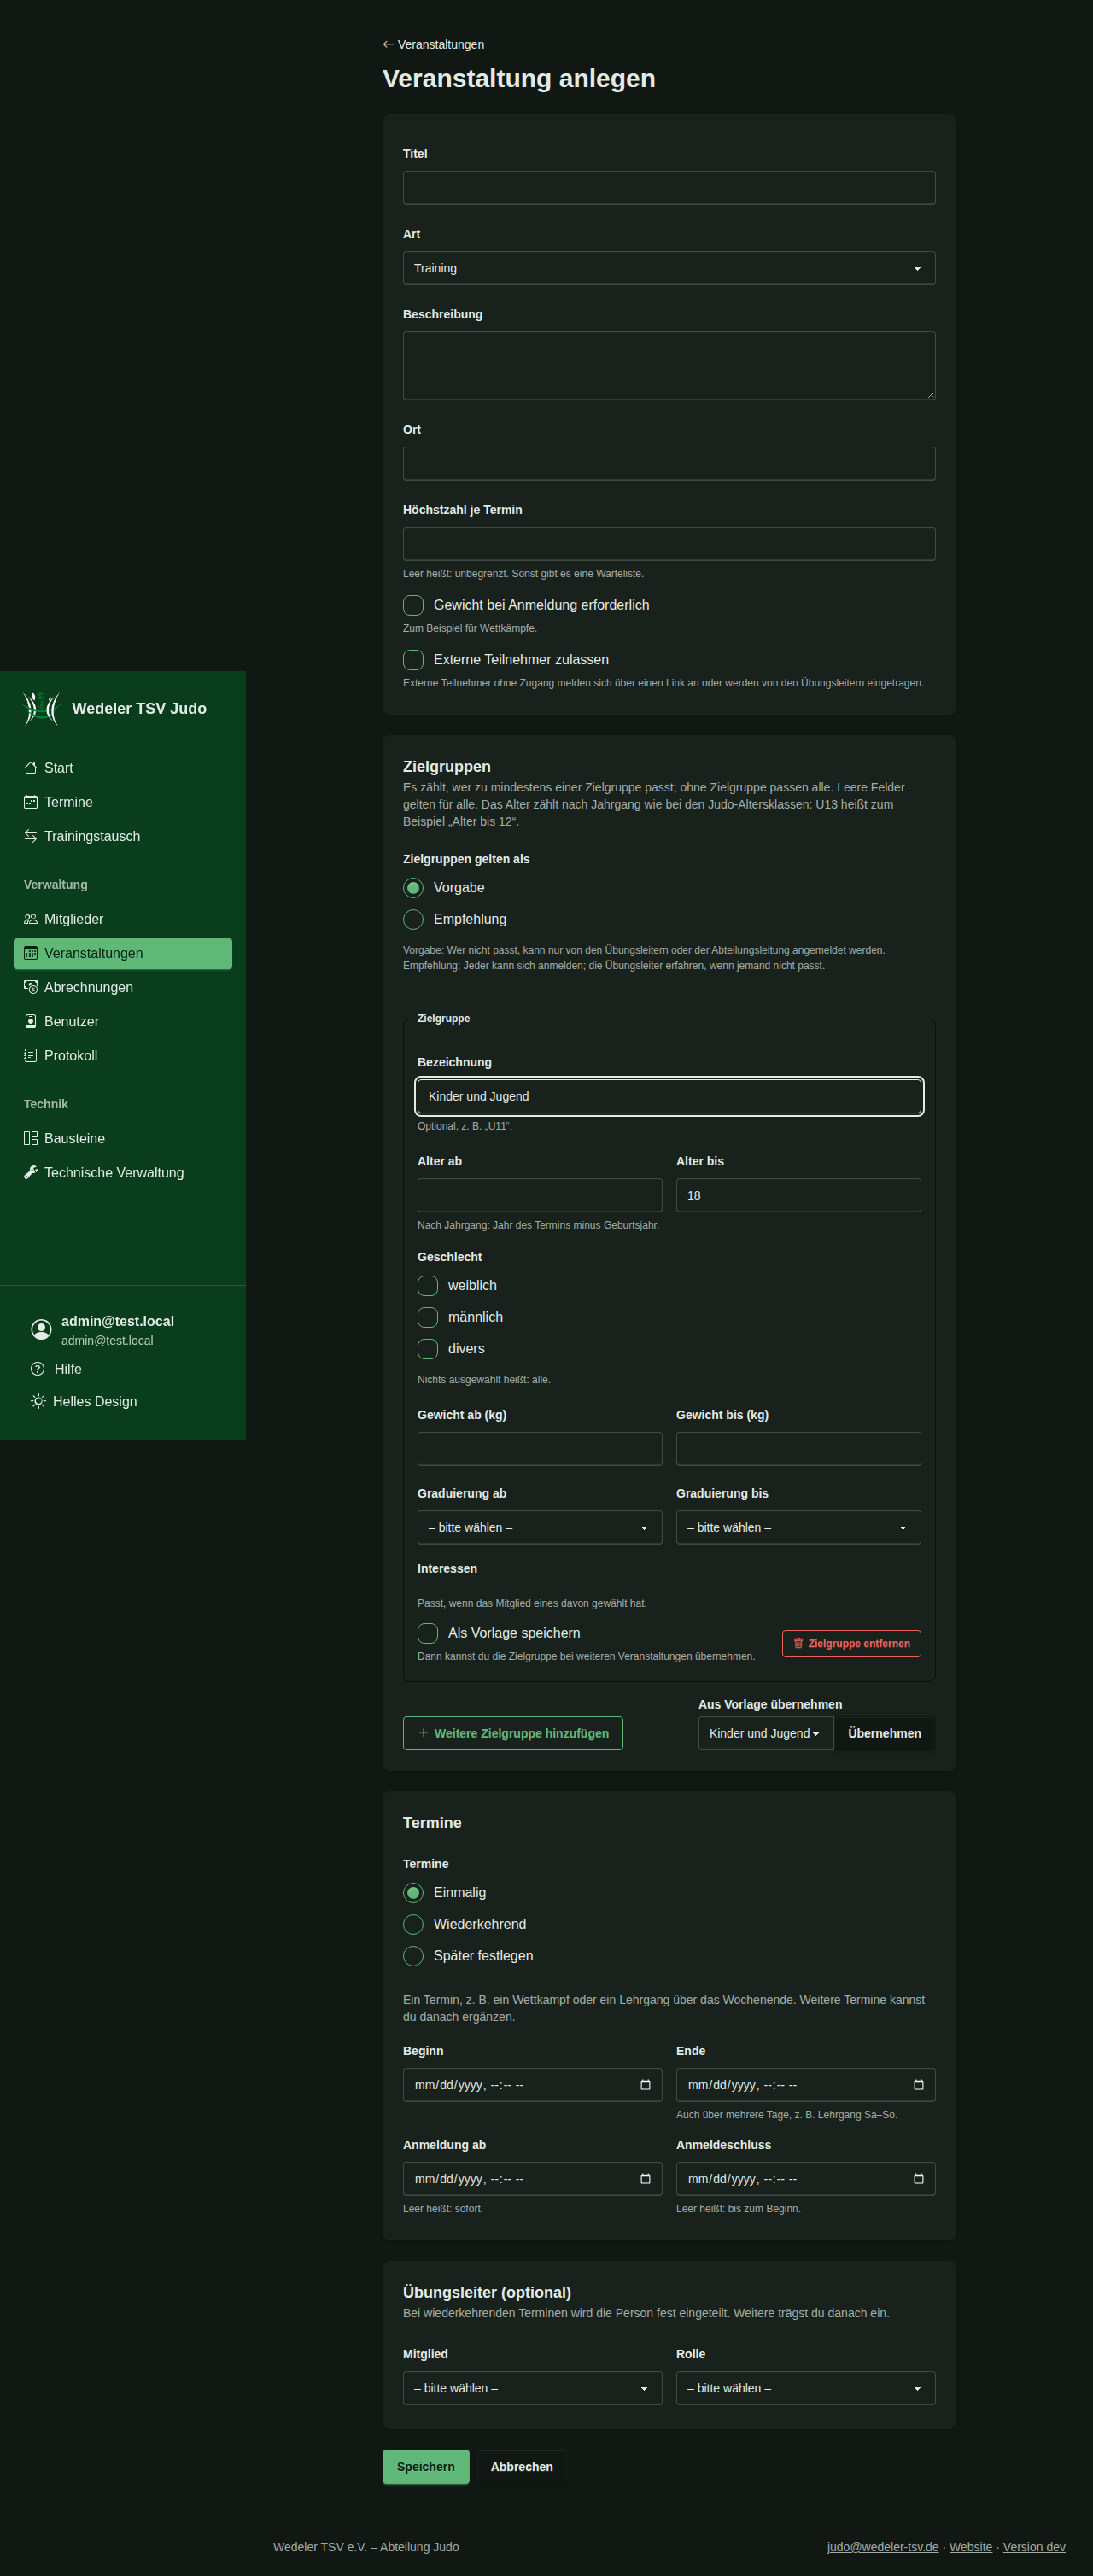 ← Veranstaltungen
Veranstaltung anlegen
Titel
Art
Training
Beschreibung
Ort
Höchstzahl je Termin
Leer heißt: unbegrenzt. Sonst gibt es eine Warteliste.
Gewicht bei Anmeldung erforderlich
Zum Beispiel für Wettkämpfe.
Externe Teilnehmer zulassen
Externe Teilnehmer ohne Zugang melden sich über einen Link an oder werden von den Übungsleitern eingetragen.
Wedeler TSV Judo
Start
Termine
Trainingstausch
Verwaltung
Mitglieder
Veranstaltungen
Abrechnungen
Benutzer
Protokoll
Technik
Bausteine
Technische Verwaltung
admin@test.local
admin@test.local
Hilfe
Helles Design
Zielgruppen
Es zählt, wer zu mindestens einer Zielgruppe passt; ohne Zielgruppe passen alle. Leere Felder
gelten für alle. Das Alter zählt nach Jahrgang wie bei den Judo-Altersklassen: U13 heißt zum
Beispiel „Alter bis 12“.
Zielgruppen gelten als
Vorgabe
Empfehlung
Vorgabe: Wer nicht passt, kann nur von den Übungsleitern oder der Abteilungsleitung angemeldet werden.
Empfehlung: Jeder kann sich anmelden; die Übungsleiter erfahren, wenn jemand nicht passt.
Zielgruppe
Bezeichnung
Kinder und Jugend
Optional, z. B. „U11“.
Alter ab
Alter bis
18
Nach Jahrgang: Jahr des Termins minus Geburtsjahr.
Geschlecht
weiblich
männlich
divers
Nichts ausgewählt heißt: alle.
Gewicht ab (kg)
Gewicht bis (kg)
Graduierung ab
Graduierung bis
– bitte wählen –
– bitte wählen –
Interessen
Passt, wenn das Mitglied eines davon gewählt hat.
Als Vorlage speichern
Dann kannst du die Zielgruppe bei weiteren Veranstaltungen übernehmen.
Zielgruppe entfernen
Aus Vorlage übernehmen
+ Weitere Zielgruppe hinzufügen
Kinder und Jugend
Übernehmen
Termine
Termine
Einmalig
Wiederkehrend
Später festlegen
Ein Termin, z. B. ein Wettkampf oder ein Lehrgang über das Wochenende. Weitere Termine kannst
du danach ergänzen.
Beginn
Ende
mm/dd/yyyy, --:-- --
mm/dd/yyyy, --:-- --
Auch über mehrere Tage, z. B. Lehrgang Sa–So.
Anmeldung ab
Anmeldeschluss
mm/dd/yyyy, --:-- --
mm/dd/yyyy, --:-- --
Leer heißt: sofort.
Leer heißt: bis zum Beginn.
Übungsleiter (optional)
Bei wiederkehrenden Terminen wird die Person fest eingeteilt. Weitere trägst du danach ein.
Mitglied
Rolle
– bitte wählen –
– bitte wählen –
Speichern
Abbrechen
Wedeler TSV e.V. – Abteilung Judo
judo@wedeler-tsv.de · Website · Version dev